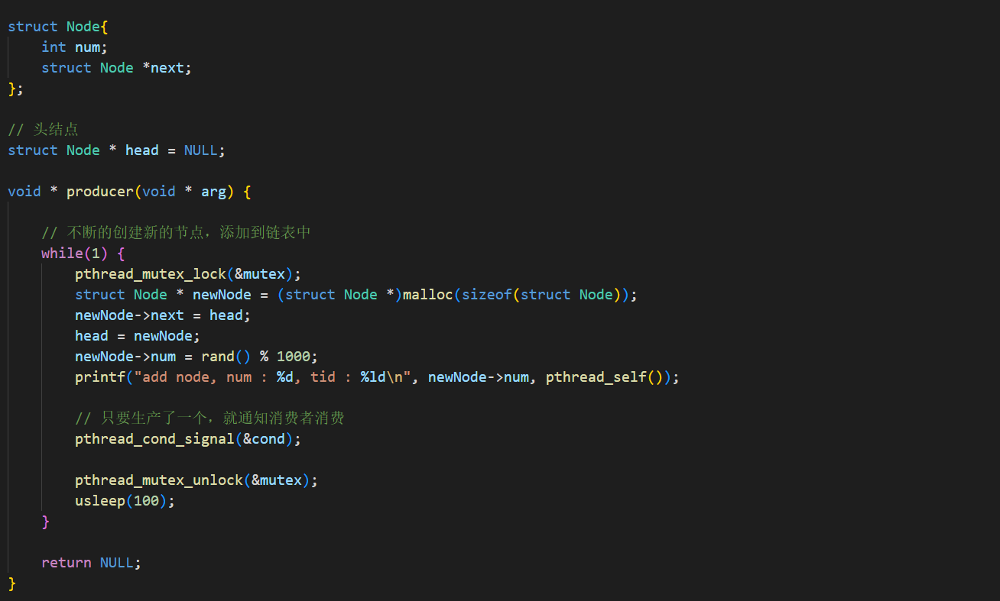 struct Node{
    int num;
    struct Node *next;
};
// 头结点
struct Node * head = NULL;
void * producer(void * arg) {
    // 不断的创建新的节点，添加到链表中
    while(1) {
        pthread_mutex_lock(&mutex);
        struct Node * newNode = (struct Node *)malloc(sizeof(struct Node));
        newNode->next = head;
        head = newNode;
        newNode->num = rand() % 1000;
        printf("add node, num : %d, tid : %ld\n", newNode->num, pthread_self());
        // 只要生产了一个，就通知消费者消费
        pthread_cond_signal(&cond);
        pthread_mutex_unlock(&mutex);
        usleep(100);
    }
    return NULL;
}